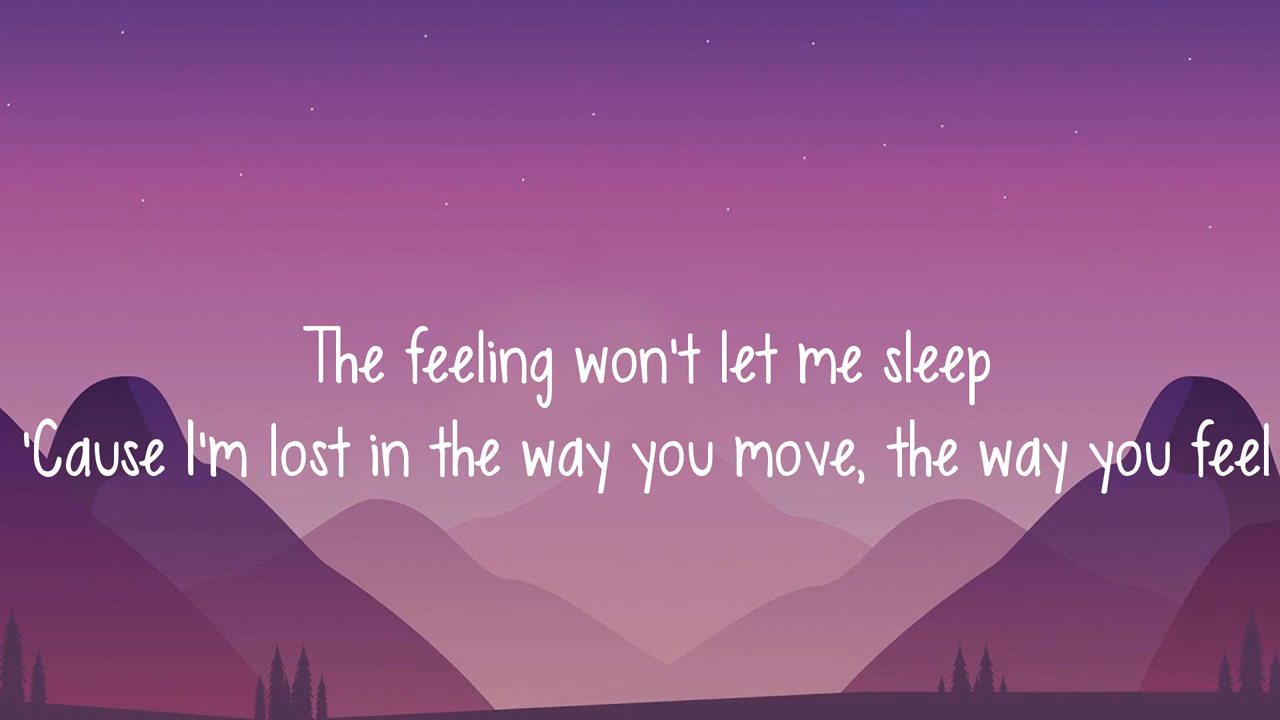 The feeling won't let me sleep
'Cause I'm lost in the way you move, the way you feel